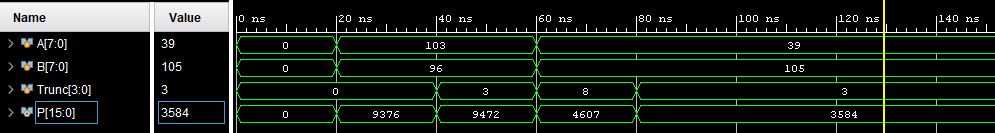 Name Value 0 ns 20 ns 40 ns 60 ns 80 ns 100 ns 120 ns 140 ns
A[7:0] 39 0 103 39
B[7:0] 105 0 96 105
Trunc[3:0] 3 0 3 8 3
P[15:0] 3584 0 9376 9472 4607 3584